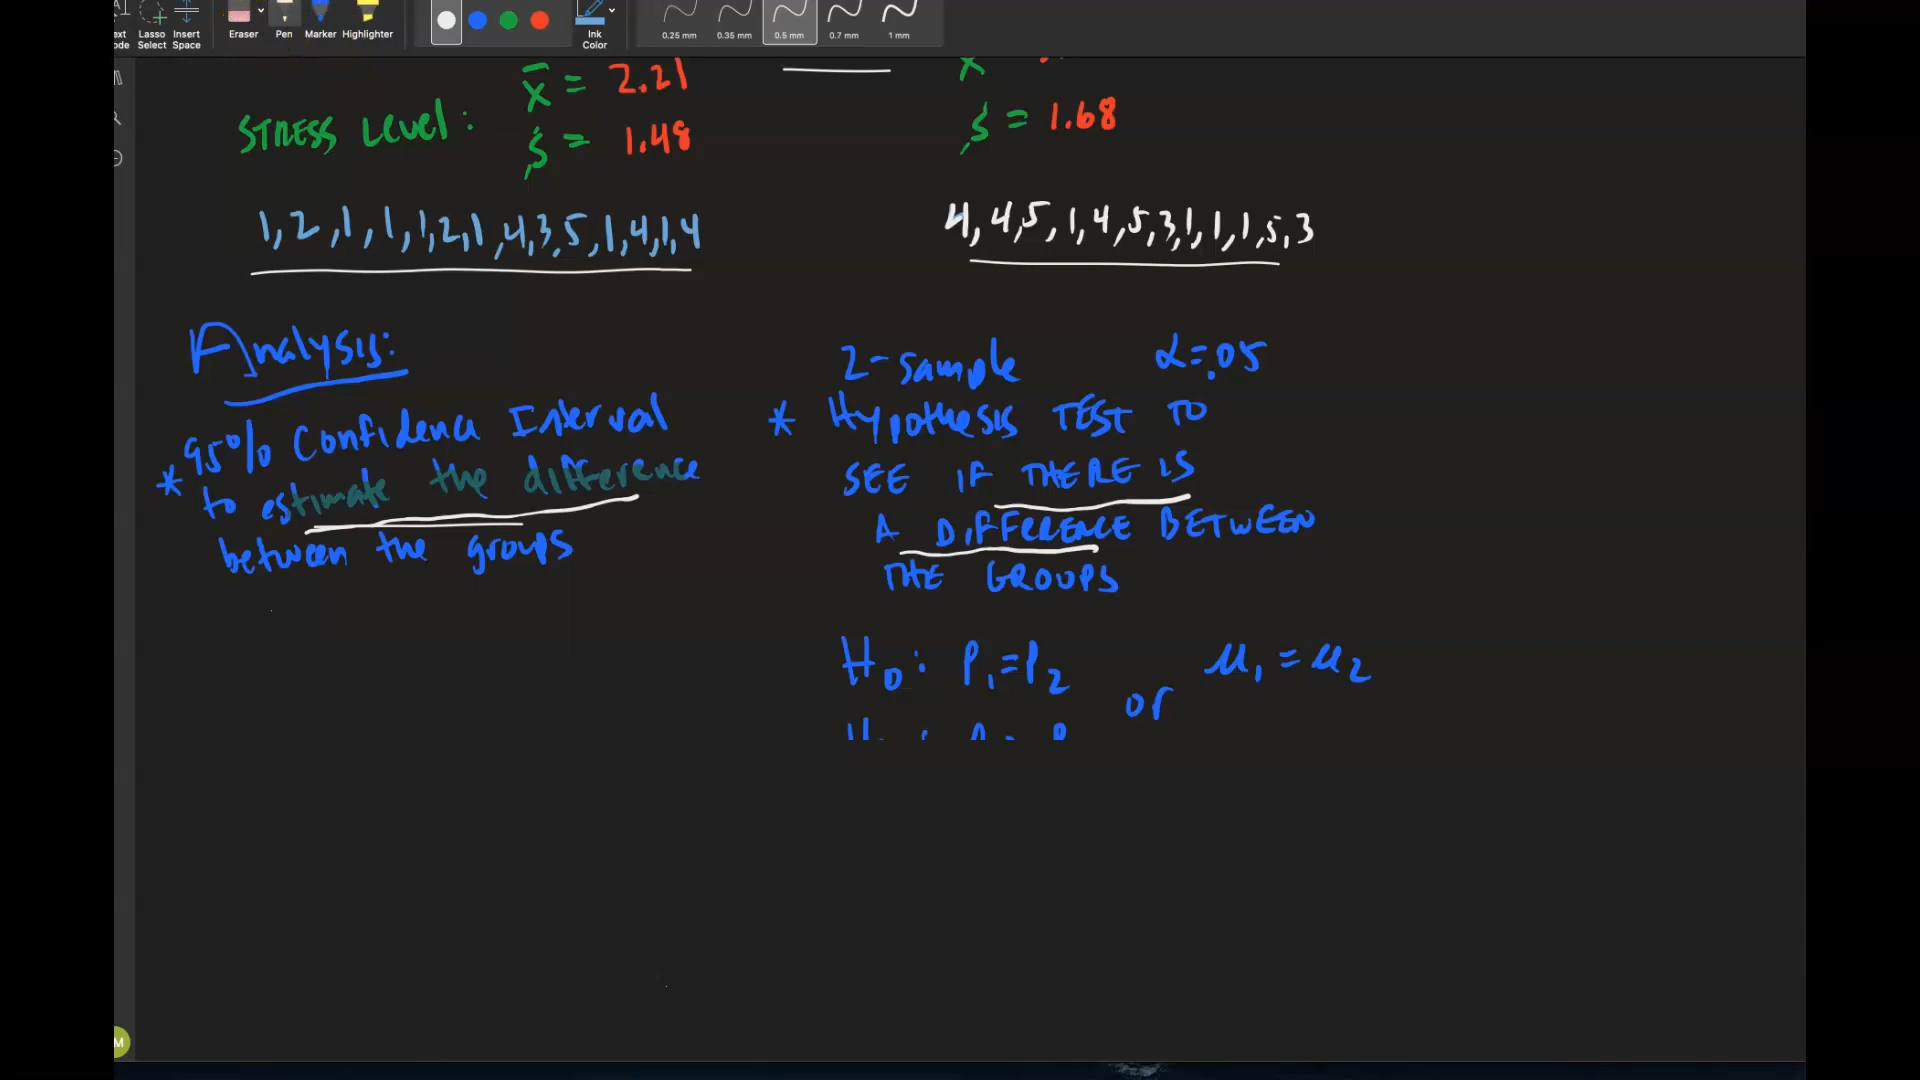 Lasso Select
Insert Space
Eraser
Pen
Marker
Highlighter
Ink Color
0.25 mm
0.35 mm
0.5 mm
0.7 mm
1 mm
STRESS Level:
x̄ = 2.21
s = 1.48
s = 1.68
1,2,1,1,1,2,1,4,3,5,1,4,1,4
4,4,5,1,4,5,3,1,1,1,5,3
Analysis:
* 95% Confidence Interval
to estimate the difference
between the groups
2-sample α=.05
* Hypothesis TEST TO
SEE IF THERE IS
A DIFFERENCE BETWEEN
THE GROUPS
H0: P1=P2 or μ1=μ2
M